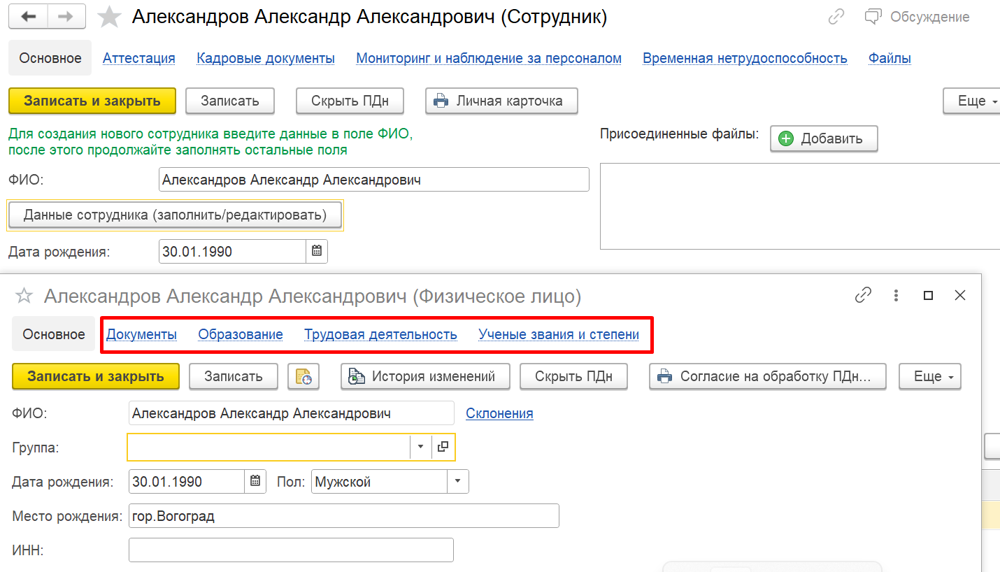 Александров Александр Александрович (Сотрудник)
Обсуждение
Основное Аттестация Кадровые документы Мониторинг и наблюдение за персоналом Временная нетрудоспособность Файлы
Записать и закрыть Записать Скрыть ПДн Личная карточка Еще
Для создания нового сотрудника введите данные в поле ФИО,
после этого продолжайте заполнять остальные поля
Присоединенные файлы: Добавить
ФИО: Александров Александр Александрович
Данные сотрудника (заполнить/редактировать)
Дата рождения: 30.01.1990
Александров Александр Александрович (Физическое лицо)
Основное Документы Образование Трудовая деятельность Ученые звания и степени
Записать и закрыть Записать История изменений Скрыть ПДн Согласие на обработку ПДн... Еще
ФИО: Александров Александр Александрович Склонения
Группа:
Дата рождения: 30.01.1990 Пол: Мужской
Место рождения: гор.Вогоград
ИНН: